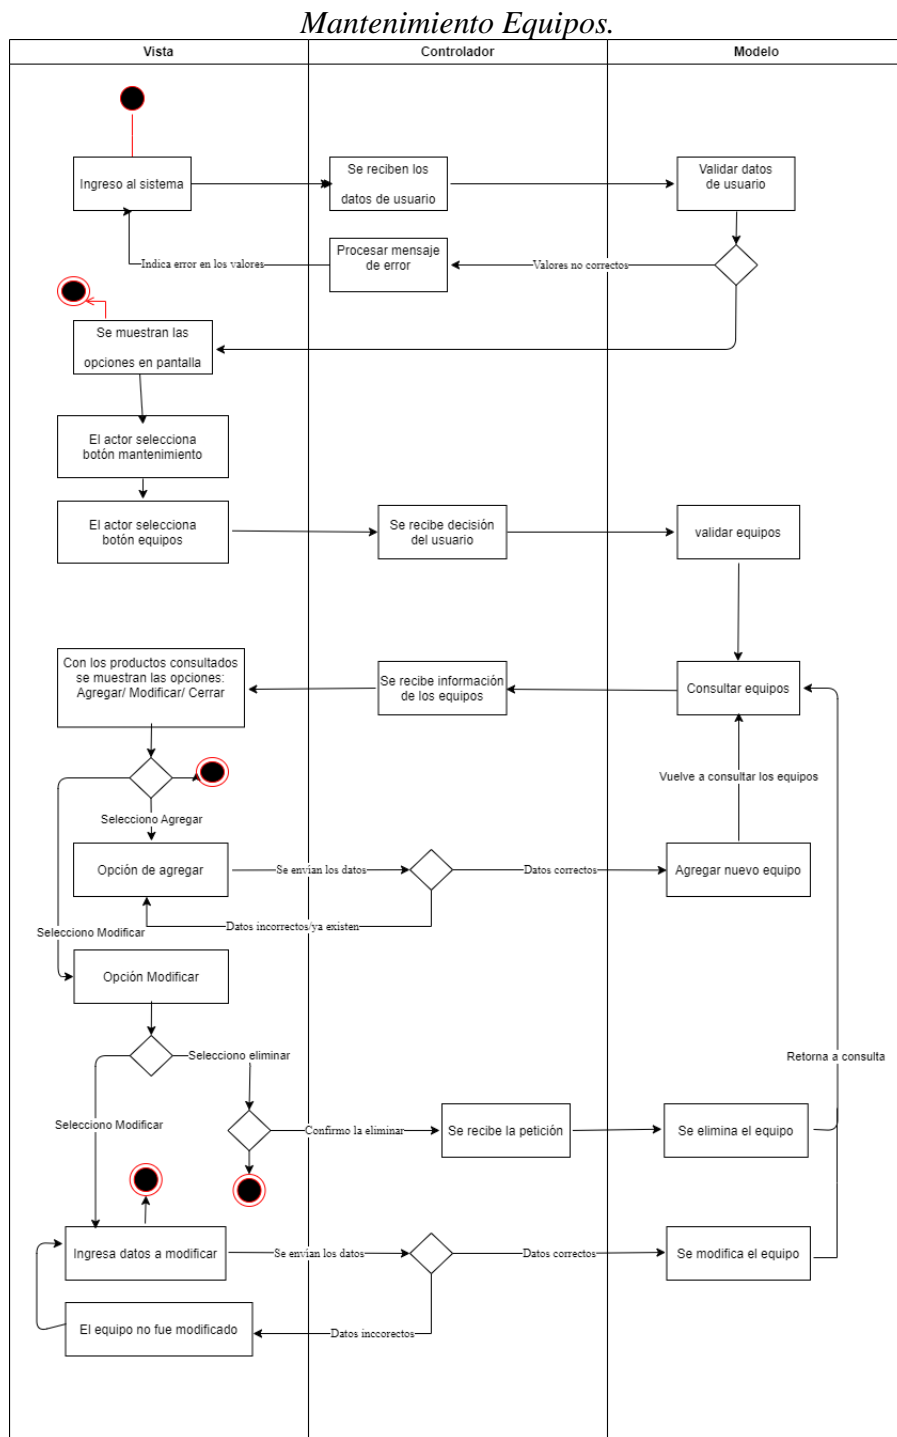 Mantenimiento Equipos.
Vista
Controlador
Modelo
Ingreso al sistema
Se reciben los
datos de usuario
Validar datos
de usuario
Indica error en los valores
Procesar mensaje
de error
Valores no correctos
Se muestran las
opciones en pantalla
El actor selecciona
botón mantenimiento
El actor selecciona
botón equipos
Se recibe decisión
del usuario
validar equipos
Con los productos consultados
se muestran las opciones:
Agregar/ Modificar/ Cerrar
Se recibe información
de los equipos
Consultar equipos
Vuelve a consultar los equipos
Selecciono Agregar
Opción de agregar
Se envían los datos
Datos correctos
Agregar nuevo equipo
Datos incorrectos/ya existen
Selecciono Modificar
Opción Modificar
Selecciono eliminar
Retorna a consulta
Selecciono Modificar
Confirmo la eliminar
Se recibe la petición
Se elimina el equipo
Ingresa datos a modificar
Se envían los datos
Datos correctos
Se modifica el equipo
El equipo no fue modificado
Datos inccorectos